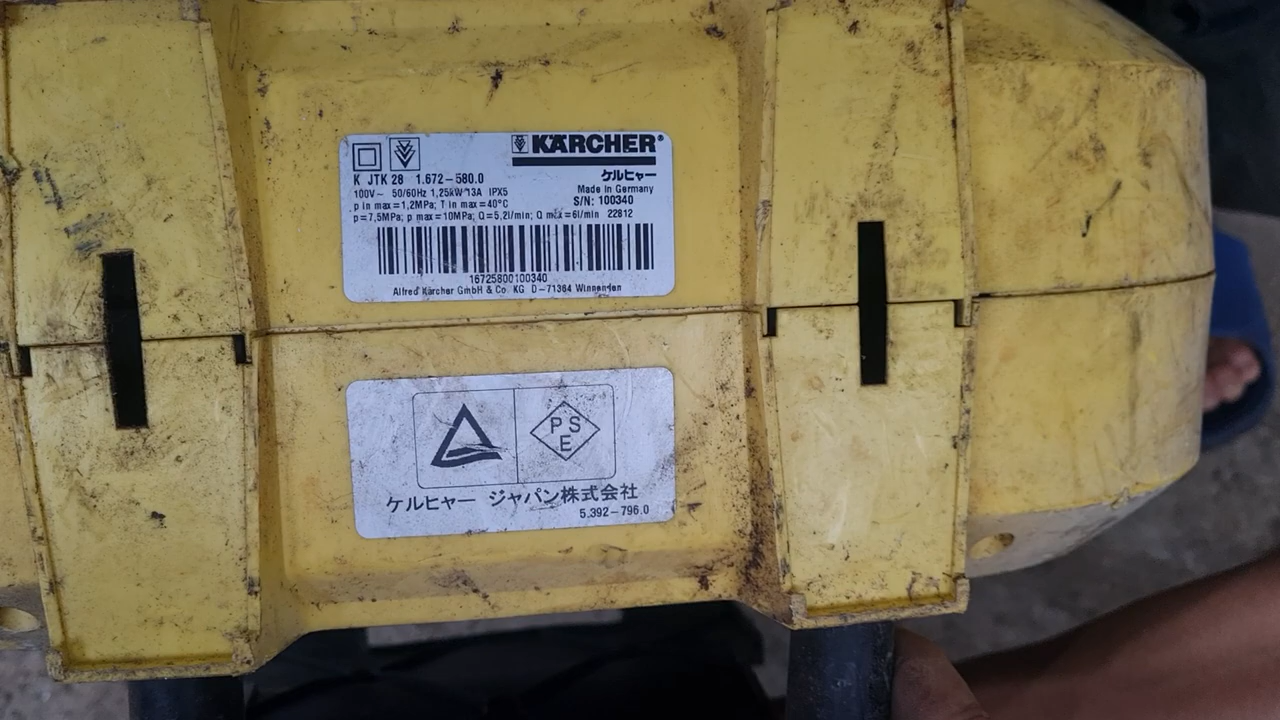 KÄRCHER®
ケルヒャー
K JTK 28 1.672-580.0
Made in Germany
100V~ 50/60Hz 1,25kW 13A IPX5
S/N: 100340
p in max=1,2MPa; T in max=40°C
p=7,5MPa; p max=10MPa; Q=5,2l/min; Q max=6l/min 22812
16725800100340
Alfred Kärcher GmbH & Co. KG D-71364 Winnenden
P S
E
ケルヒャー ジャパン株式会社
5.392-796.0